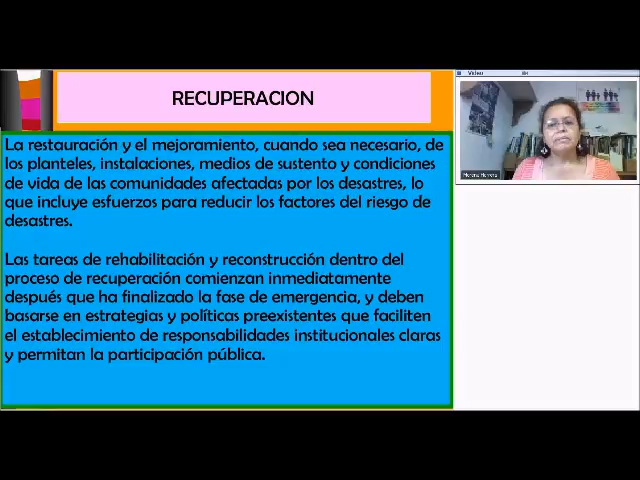 RECUPERACION
Video
La restauración y el mejoramiento, cuando sea necesario, de
los planteles, instalaciones, medios de sustento y condiciones
de vida de las comunidades afectadas por los desastres, lo
que incluye esfuerzos para reducir los factores del riesgo de
desastres.
Las tareas de rehabilitación y reconstrucción dentro del
proceso de recuperación comienzan inmediatamente
después que ha finalizado la fase de emergencia, y deben
basarse en estrategias y políticas preexistentes que faciliten
el establecimiento de responsabilidades institucionales claras
y permitan la participación pública.
Morena Herrera